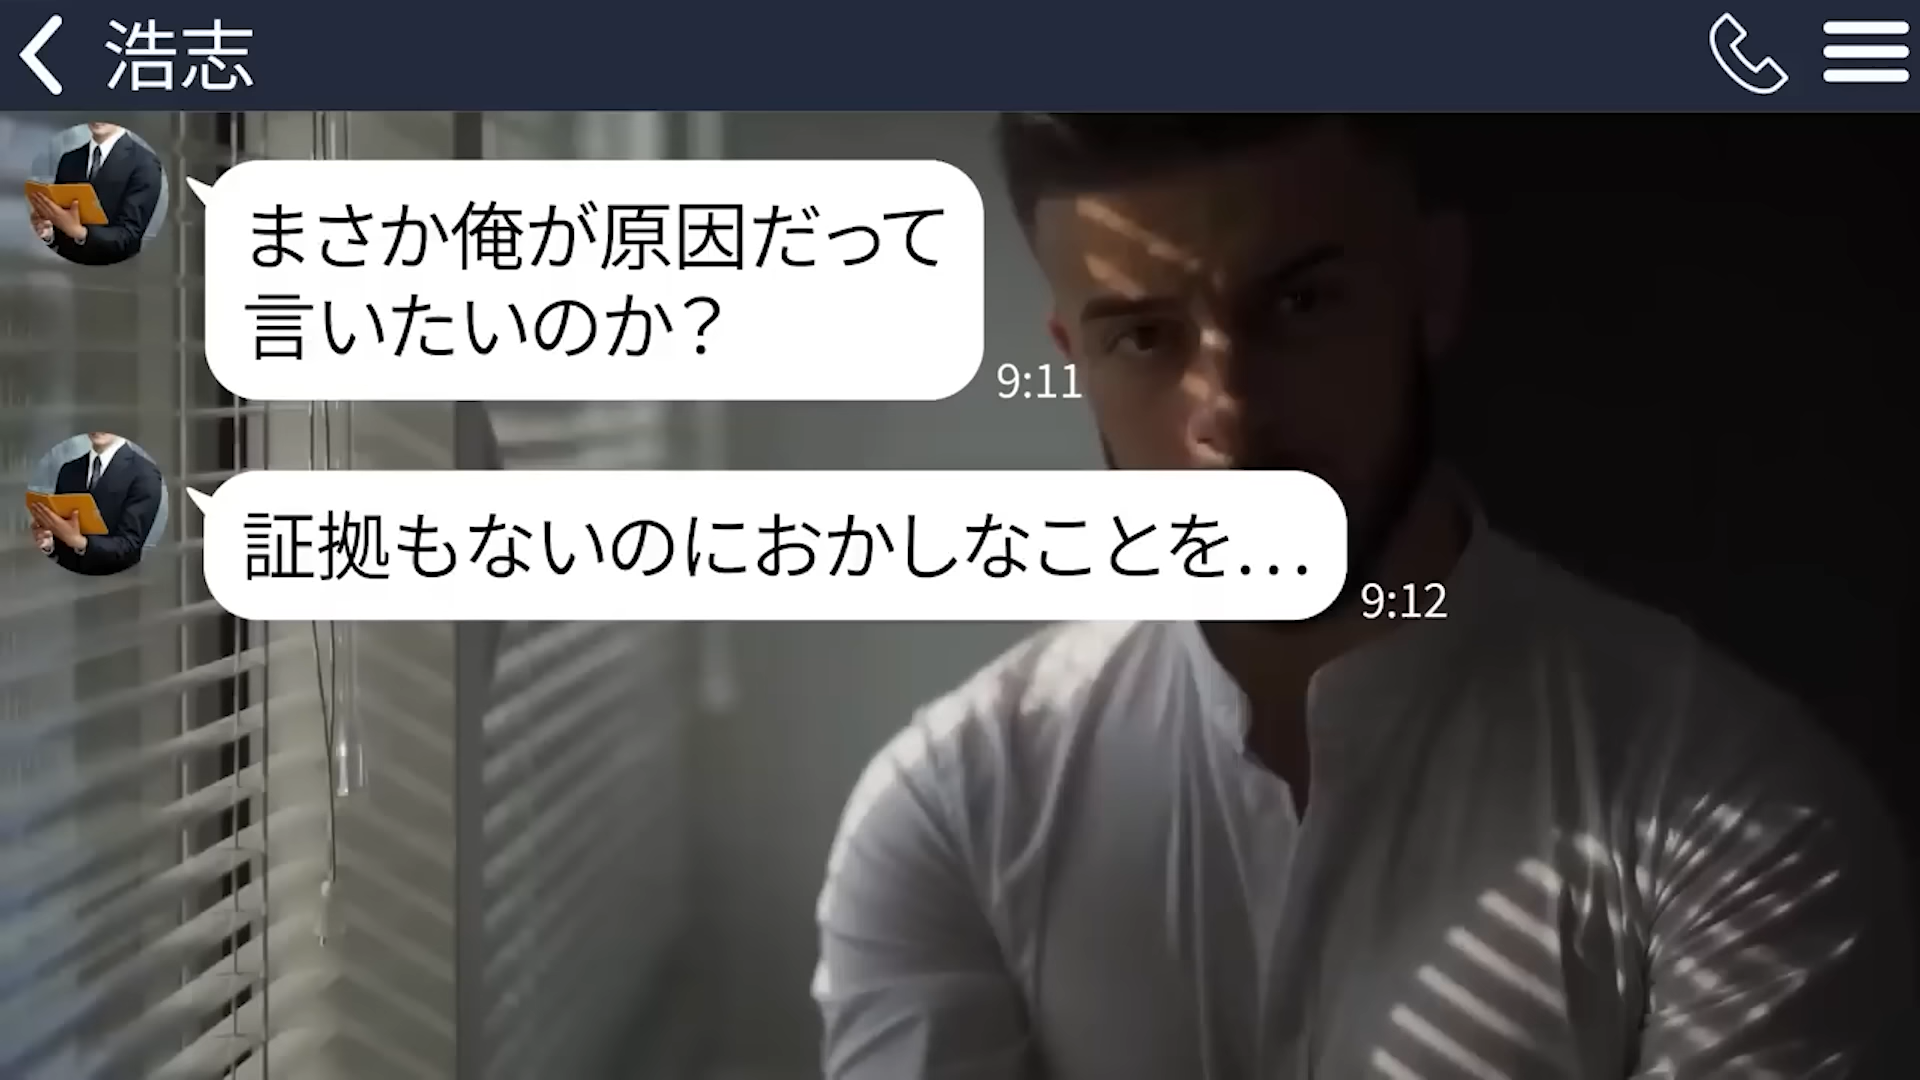 浩志
まさか俺が原因だって
言いたいのか？
9:11
証拠もないのにおかしなことを…
9:12